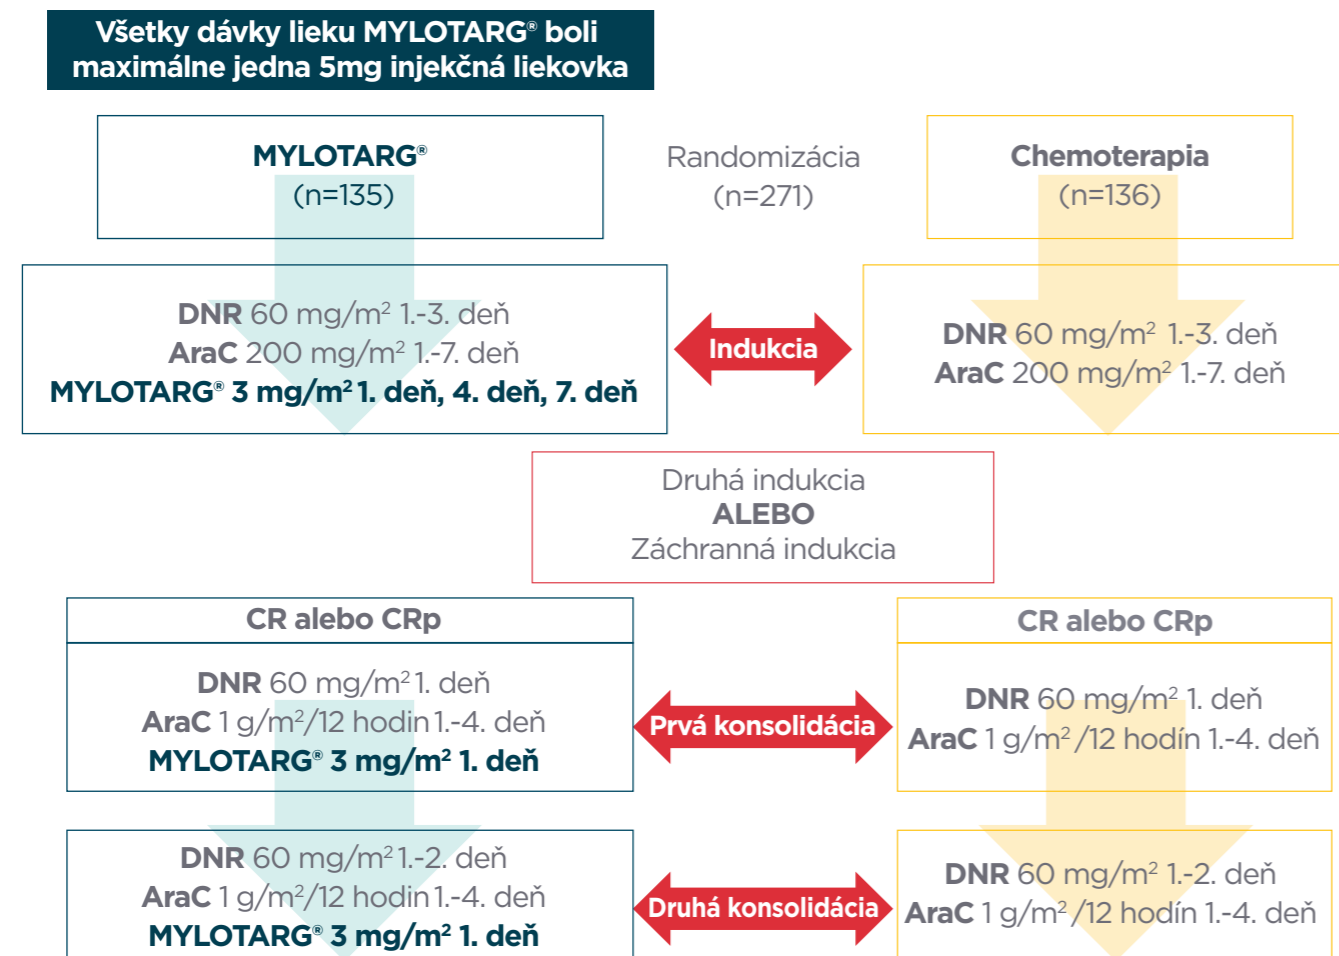 Všetky dávky lieku MYLOTARG® boli
maximálne jedna 5mg injekčná liekovka
MYLOTARG®
(n=135)
Randomizácia
(n=271)
Chemoterapia
(n=136)
DNR 60 mg/m² 1.-3. deň
AraC 200 mg/m² 1.-7. deň
MYLOTARG® 3 mg/m² 1. deň, 4. deň, 7. deň
Indukcia
DNR 60 mg/m² 1.-3. deň
AraC 200 mg/m² 1.-7. deň
Druhá indukcia
ALEBO
Záchranná indukcia
CR alebo CRp
DNR 60 mg/m² 1. deň
AraC 1 g/m²/12 hodin 1.-4. deň
MYLOTARG® 3 mg/m² 1. deň
Prvá konsolidácia
CR alebo CRp
DNR 60 mg/m² 1. deň
AraC 1 g/m² /12 hodín 1.-4. deň
DNR 60 mg/m² 1.-2. deň
AraC 1 g/m²/12 hodin 1.-4. deň
MYLOTARG® 3 mg/m² 1. deň
Druhá konsolidácia
DNR 60 mg/m² 1.-2. deň
AraC 1 g/m² /12 hodín 1.-4. deň